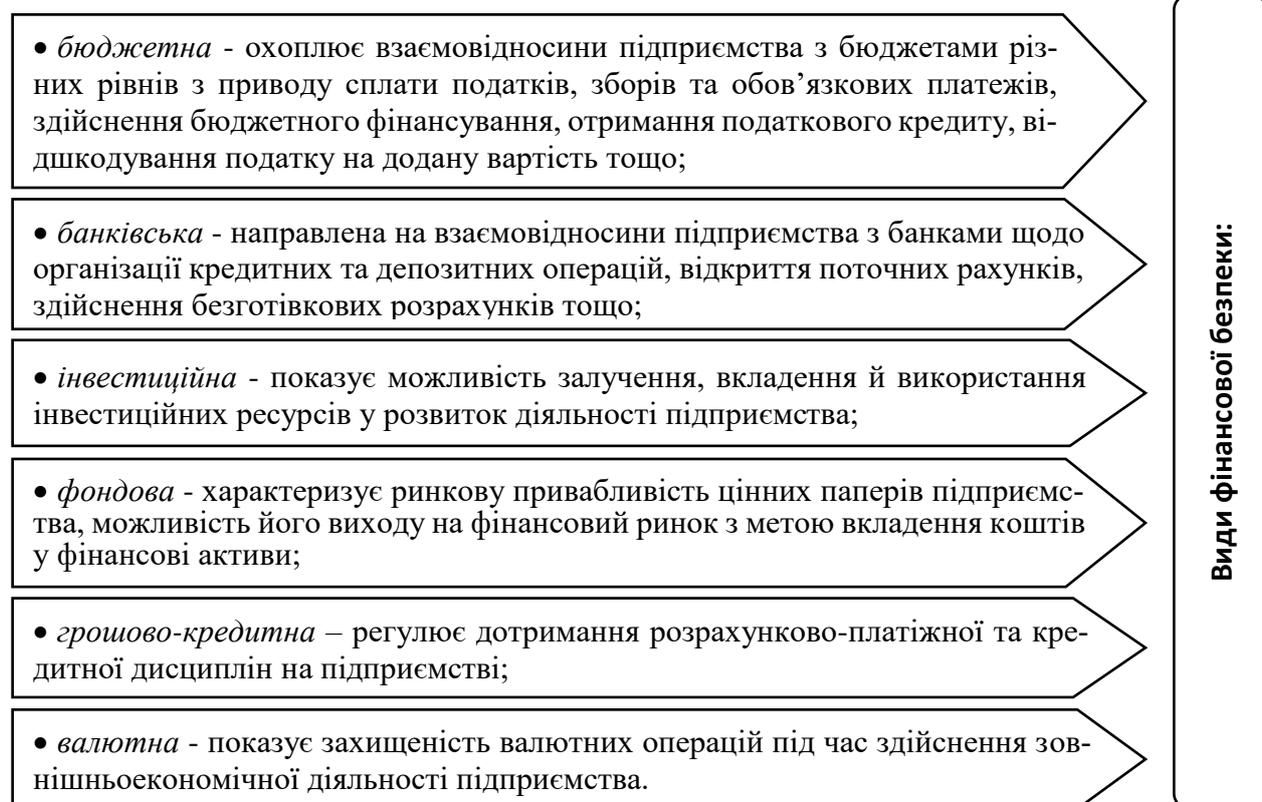 • бюджетна - охоплює взаємовідносини підприємства з бюджетами різ-
них рівнів з приводу сплати податків, зборів та обов’язкових платежів,
здійснення бюджетного фінансування, отримання податкового кредиту, ві-
дшкодування податку на додану вартість тощо;
• банківська - направлена на взаємовідносини підприємства з банками щодо
організації кредитних та депозитних операцій, відкриття поточних рахунків,
здійснення безготівкових розрахунків тощо;
• інвестиційна - показує можливість залучення, вкладення й використання
інвестиційних ресурсів у розвиток діяльності підприємства;
• фондова - характеризує ринкову привабливість цінних паперів підприємс-
тва, можливість його виходу на фінансовий ринок з метою вкладення коштів
у фінансові активи;
• грошово-кредитна – регулює дотримання розрахунково-платіжної та кре-
дитної дисциплін на підприємстві;
• валютна - показує захищеність валютних операцій під час здійснення зов-
нішньоекономічної діяльності підприємства.
Види фінансової безпеки: